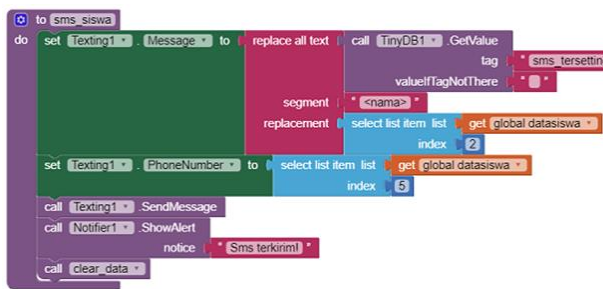 to sms_siswa
do set Texting1 . Message to replace all text call TinyDB1 .GetValue
tag " sms_tersettin
valueIfTagNotThere " "
segment " <nama> "
replacement select list item list get global datasiswa
index 2
set Texting1 . PhoneNumber to select list item list get global datasiswa
index 5
call Texting1 .SendMessage
call Notifier1 .ShowAlert
notice " Sms terkirim! "
call clear_data